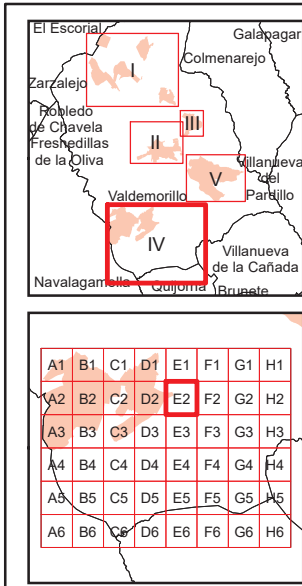 El Escorial
Galapagar
Colmenarejo
I
Zarzalejo
III
Robledo
de Chavela
Fresnedillas
de la Oliva
II
Villanueva
del
Pardillo
V
Valdemorillo
IV
Villanueva
de la Cañada
Navalagamella
Quijorna
Brunete
A1 B1 C1 D1 E1 F1 G1 H1
A2 B2 C2 D2 E2 F2 G2 H2
A3 B3 C3 D3 E3 F3 G3 H3
A4 B4 C4 D4 E4 F4 G4 H4
A5 B5 C5 D5 E5 F5 G5 H5
A6 B6 C6 D6 E6 F6 G6 H6